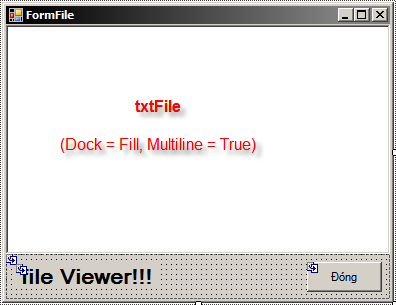 FormFile
txtFile
(Dock = Fill, Multiline = True)
file Viewer!!!
Đóng